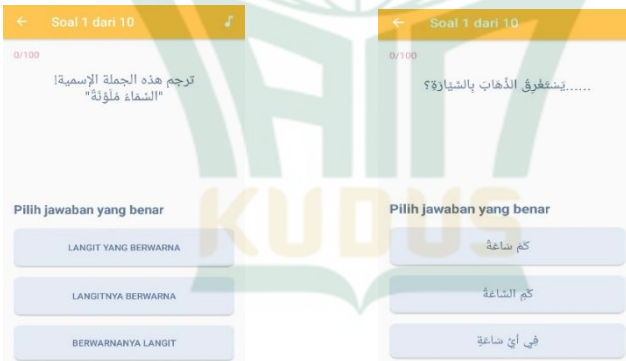 Soal 1 dari 10
0/100
ترجم هذه الجملة الإسمية!
"السَّمَاءُ مُلَوَّنَةٌ"
Pilih jawaban yang benar
LANGIT YANG BERWARNA
LANGITNYA BERWARNA
BERWARNANYA LANGIT
Soal 1 dari 10
0/100
......يَسْتَغْرِقُ الذَّهَابَ بِالسَّيَارَةِ؟
Pilih jawaban yang benar
كَمْ سَاعَةً
كَمِ السَّاعَةُ
فِي أَيِّ سَاعَةٍ
KUDUS